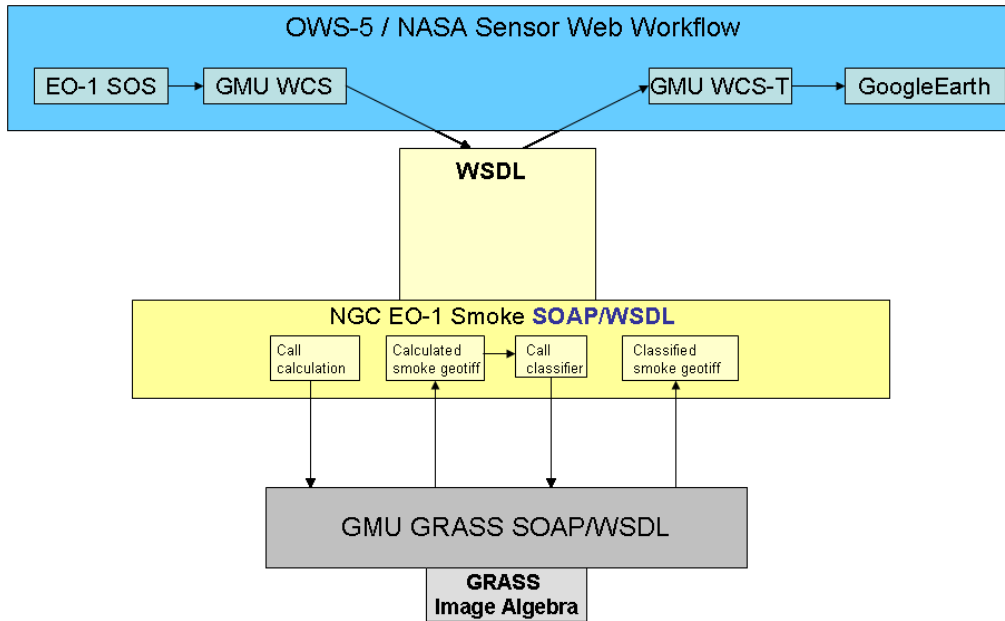 OWS-5 / NASA Sensor Web Workflow
EO-1 SOS
GMU WCS
GMU WCS-T
GoogleEarth
WSDL
NGC EO-1 Smoke SOAP/WSDL
Call
calculation
Calculated
smoke geotiff
Call
classifier
Classified
smoke geotiff
GMU GRASS SOAP/WSDL
GRASS
Image Algebra